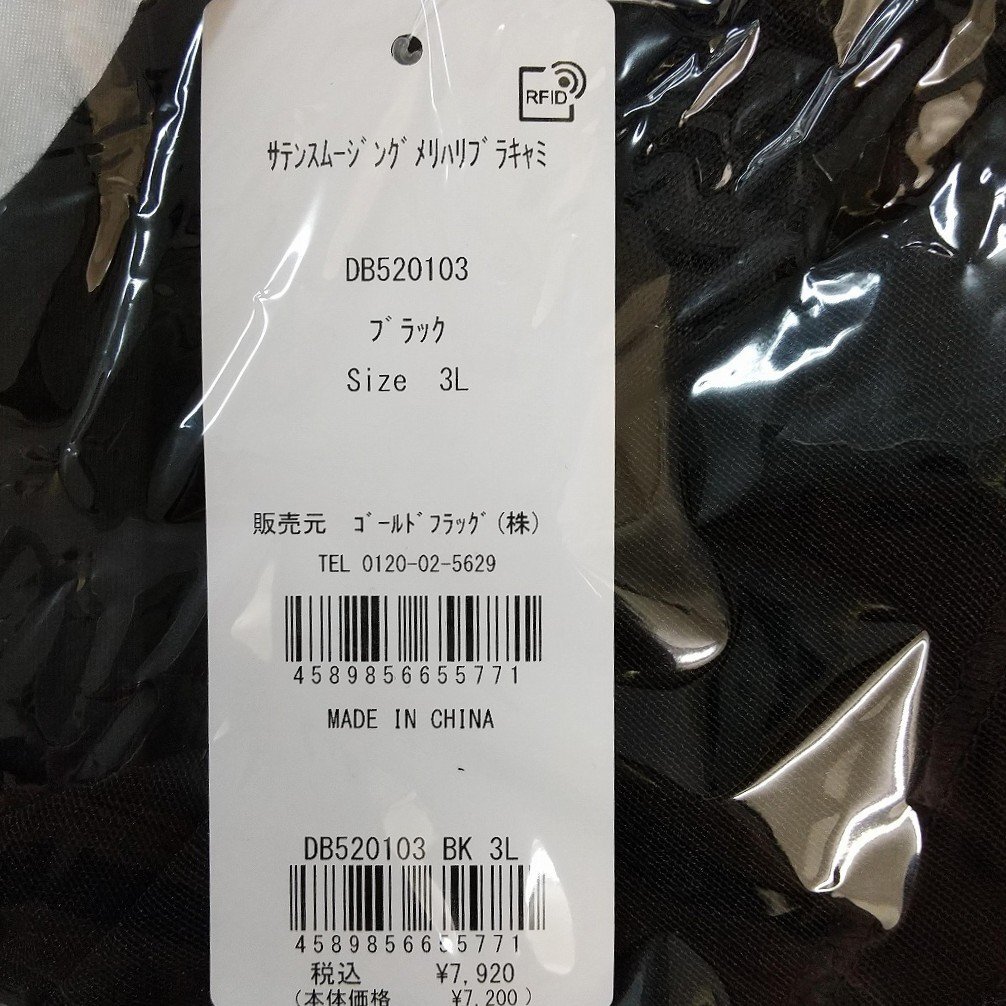 RFID
ｻﾃﾝｽﾑｰｼﾞﾝｸﾞﾒﾘﾊﾘﾌﾞﾗｷｬﾐ
DB520103
ﾌﾞﾗｯｸ
Size 3L
販売元 ｺﾞｰﾙﾄﾞﾌﾗｯｸﾞ(株)
TEL 0120-02-5629
4589856655771
MADE IN CHINA
DB520103 BK 3L
4589856655771
税込 ¥7,920
(本体価格 ¥7,200)